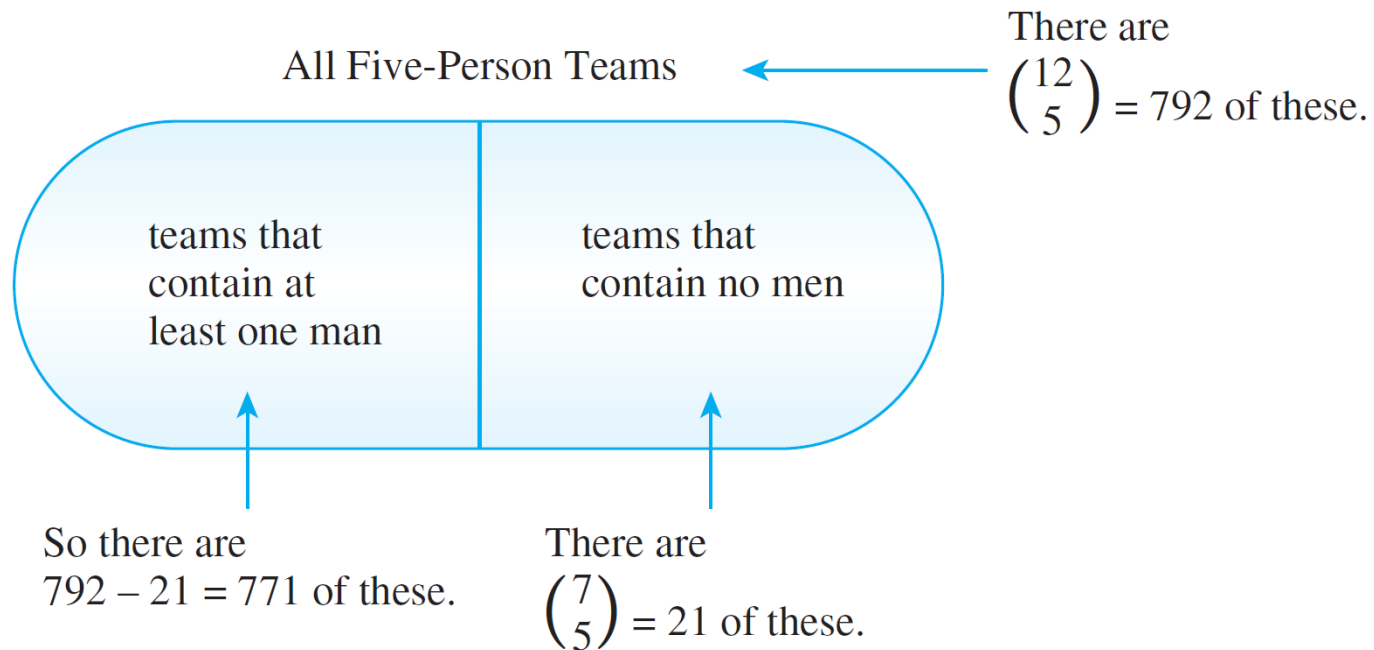 All Five-Person Teams
There are
(12 5) = 792 of these.
teams that
contain at
least one man
teams that
contain no men
So there are
792 – 21 = 771 of these.
There are
(7 5) = 21 of these.